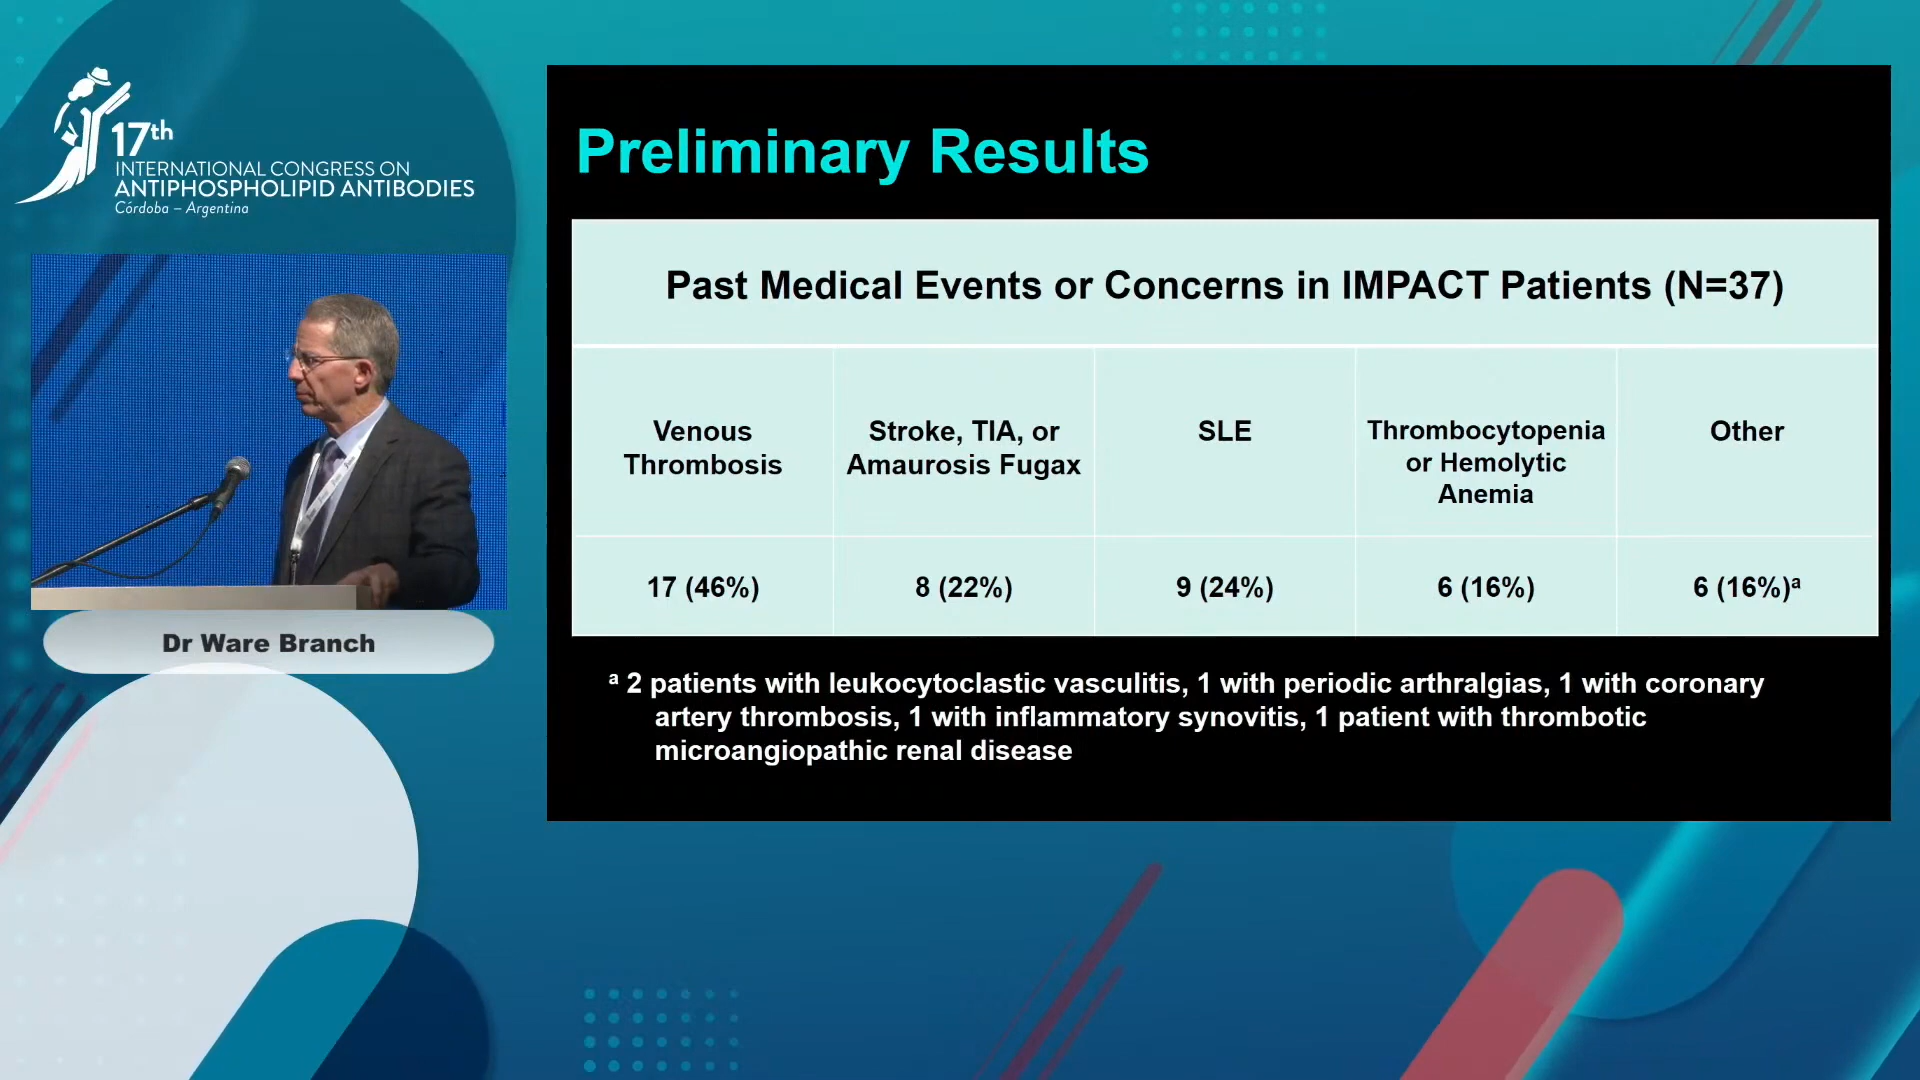 17th
INTERNATIONAL CONGRESS ON
ANTIPHOSPHOLIPID ANTIBODIES
Córdoba – Argentina
Dr Ware Branch
Preliminary Results
Past Medical Events or Concerns in IMPACT Patients (N=37)
Venous
Thrombosis
Stroke, TIA, or
Amaurosis Fugax
SLE
Thrombocytopenia
or Hemolytic
Anemia
Other
17 (46%)
8 (22%)
9 (24%)
6 (16%)
6 (16%)ᵃ
ᵃ 2 patients with leukocytoclastic vasculitis, 1 with periodic arthralgias, 1 with coronary
artery thrombosis, 1 with inflammatory synovitis, 1 patient with thrombotic
microangiopathic renal disease